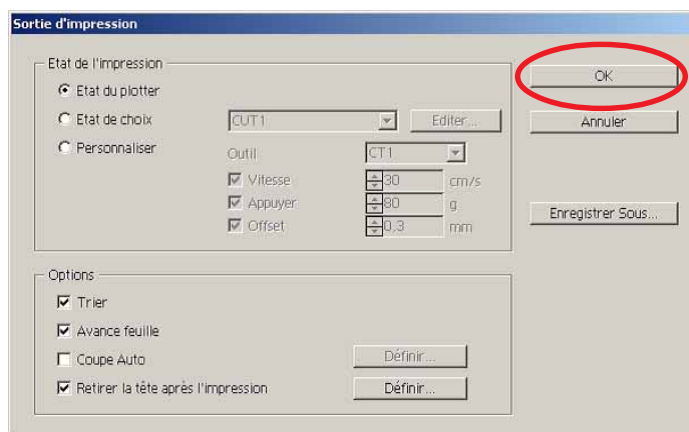 Sortie d'impression
Etat de l'impression
Etat du plotter
Etat de choix CUT1 Editer...
Personnaliser Outil CT1
Vitesse 30 cm/s
Appuyer 80 g
Offset 0,3 mm
OK
Annuler
Enregistrer Sous...
Options
Trier
Avance feuille
Coupe Auto Définir...
Retirer la tête après l'impression Définir...